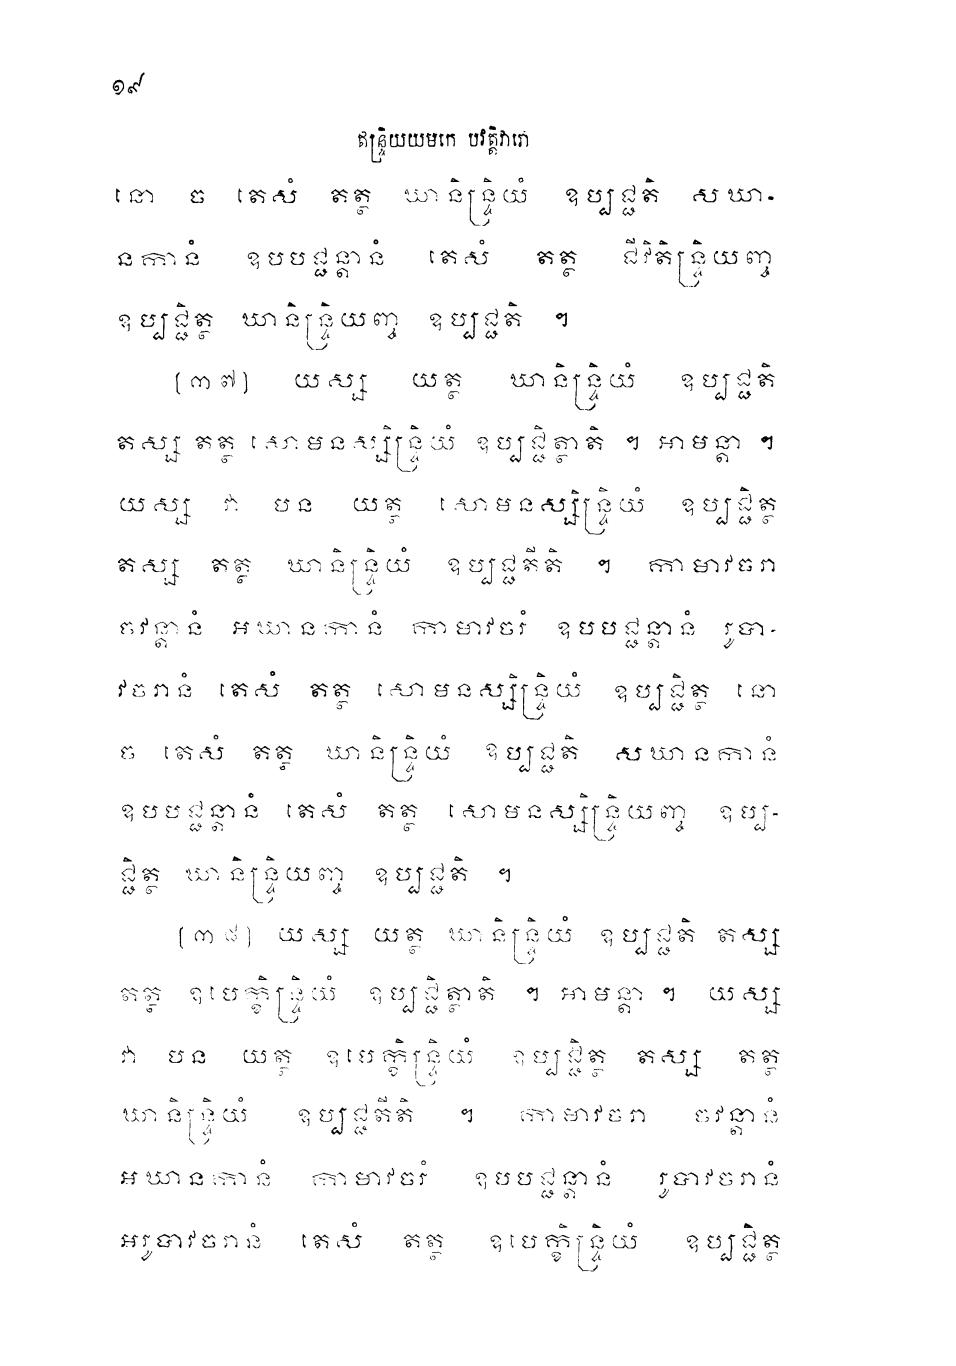 ១៩
ឥន្ទ្រិយយមកេ បវត្តិវារោ
នោ ច តេសំ តត្ថ ឃានិន្ទ្រិយំ ឧប្បជ្ជតិ សឃា-
នកានំ ឧបបជ្ជន្តានំ តេសំ តត្ថ ជីវិតិន្ទ្រិយញ្ច
ឧប្បជ្ជិត្ថ ឃានិន្ទ្រិយញ្ច ឧប្បជ្ជតិ ។
(៣៧) យស្ស យត្ថ ឃានិន្ទ្រិយំ ឧប្បជ្ជតិ
តស្ស តត្ថ សោមនស្សិន្ទ្រិយំ ឧប្បជ្ជិត្ថាតិ ។ អាមន្តា ។
យស្ស វា បន យត្ថ សោមនស្សិន្ទ្រិយំ ឧប្បជ្ជិត្ថ
តស្ស តត្ថ ឃានិន្ទ្រិយំ ឧប្បជ្ជតីតិ ។ កាមាវចរា
ចវន្តានំ អឃានកានំ កាមាវចរំ ឧបបជ្ជន្តានំ រូបា-
វចរានំ តេសំ តត្ថ សោមនស្សិន្ទ្រិយំ ឧប្បជ្ជិត្ថ នោ
ច តេសំ តត្ថ ឃានិន្ទ្រិយំ ឧប្បជ្ជតិ សឃានកានំ
ឧបបជ្ជន្តានំ តេសំ តត្ថ សោមនស្សិន្ទ្រិយញ្ច ឧប្ប-
ជ្ជិត្ថ ឃានិន្ទ្រិយញ្ច ឧប្បជ្ជតិ ។
(៣៨) យស្ស យត្ថ ឃានិន្ទ្រិយំ ឧប្បជ្ជតិ តស្ស
តត្ថ ឧបេក្ខិន្ទ្រិយំ ឧប្បជ្ជិត្ថាតិ ។ អាមន្តា ។ យស្ស
វា បន យត្ថ ឧបេក្ខិន្ទ្រិយំ ឧប្បជ្ជិត្ថ តស្ស តត្ថ
ឃានិន្ទ្រិយំ ឧប្បជ្ជតីតិ ។ កាមាវចរា ចវន្តានំ
អឃានកានំ កាមាវចរំ ឧបបជ្ជន្តានំ រូបាវចរានំ
អរូបាវចរានំ តេសំ តត្ថ ឧបេក្ខិន្ទ្រិយំ ឧប្បជ្ជិត្ថ